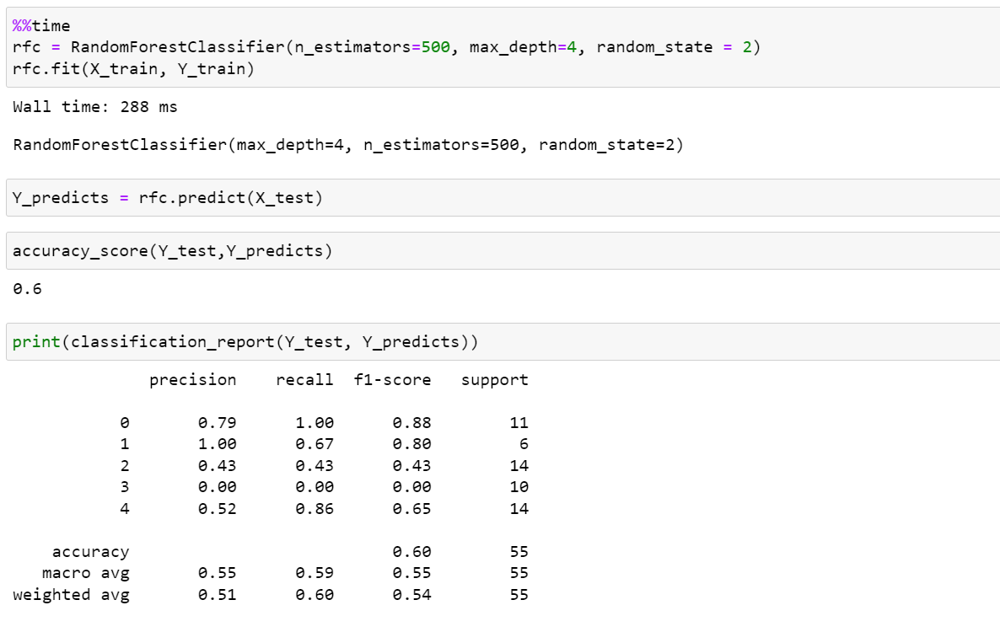 %%time
rfc = RandomForestClassifier(n_estimators=500, max_depth=4, random_state = 2)
rfc.fit(X_train, Y_train)
Wall time: 288 ms
RandomForestClassifier(max_depth=4, n_estimators=500, random_state=2)
Y_predicts = rfc.predict(X_test)
accuracy_score(Y_test,Y_predicts)
0.6
print(classification_report(Y_test, Y_predicts))
precision recall f1-score support
0 0.79 1.00 0.88 11
1 1.00 0.67 0.80 6
2 0.43 0.43 0.43 14
3 0.00 0.00 0.00 10
4 0.52 0.86 0.65 14
accuracy 0.60 55
macro avg 0.55 0.59 0.55 55
weighted avg 0.51 0.60 0.54 55